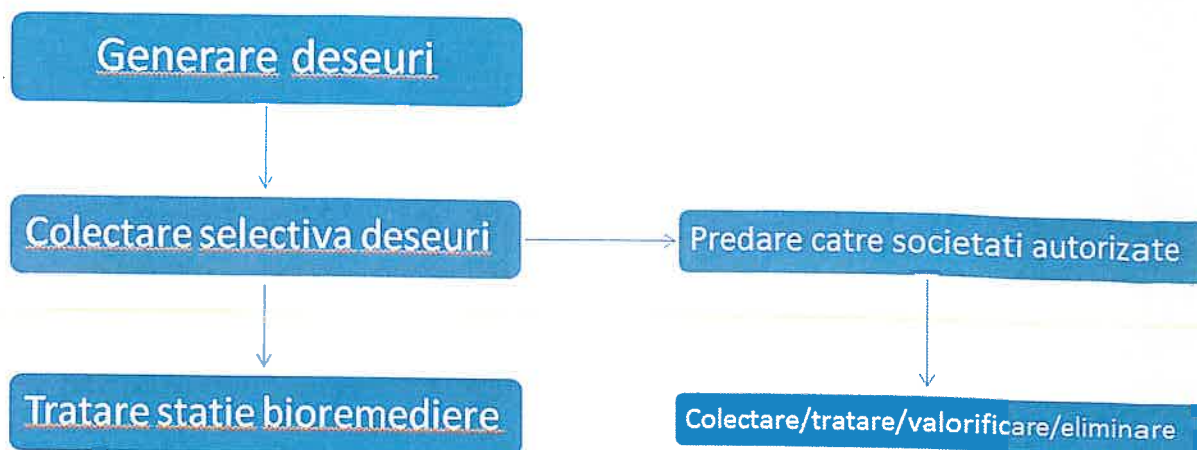 Generare deseuri
Colectare selectiva deseuri
Predare catre societati autorizate
Tratare statie bioremediere
Colectare/tratare/valorificare/eliminare